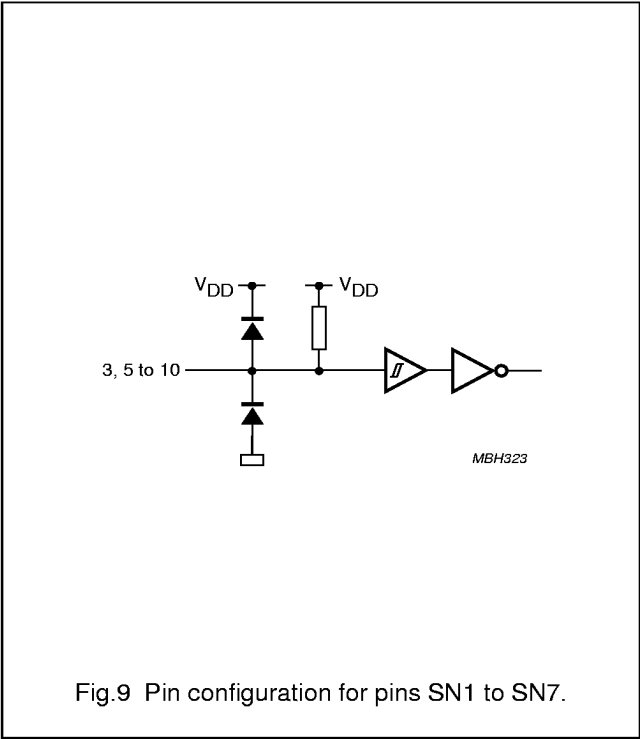 VDD VDD
3, 5 to 10
MBH323
Fig.9 Pin configuration for pins SN1 to SN7.